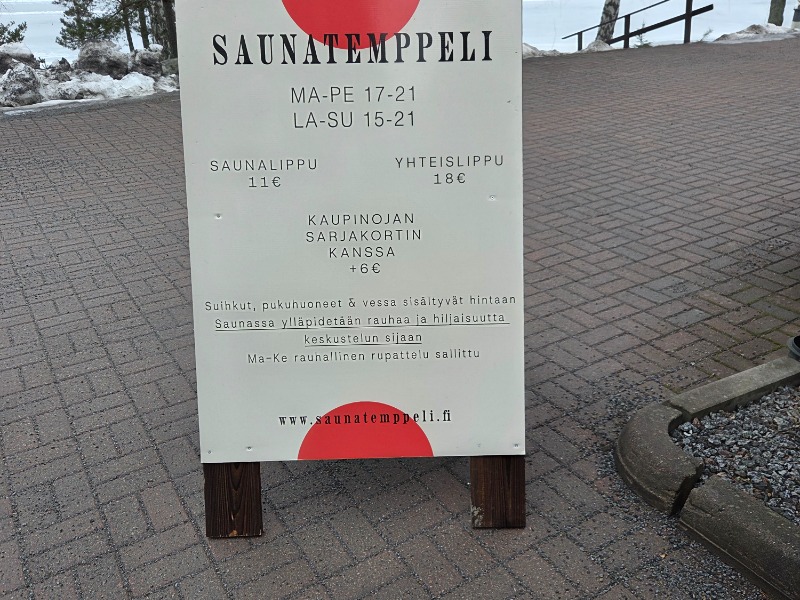 SAUNATEMPPELI
MA-PE 17-21
LA-SU 15-21
SAUNALIPPU
11€
YHTEISLIPPU
18€
KAUPINOJAN
SARJAKORTIN
KANSSA
+6€
Suihkut, pukuhuoneet & vessa sisältyvät hintaan
Saunassa ylläpidetään rauhaa ja hiljaisuutta
keskustelun sijaan
Ma-Ke rauhallinen rupattelu sallittu
www.saunatemppeli.fi